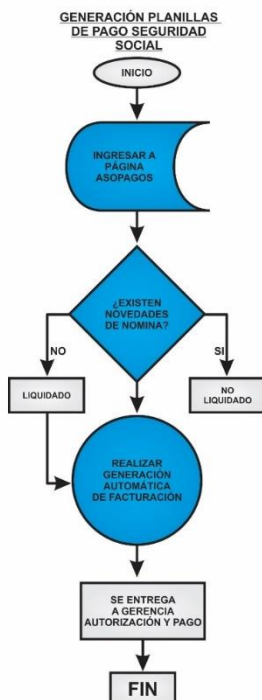 GENERACIÓN PLANILLAS
DE PAGO SEGURIDAD
SOCIAL
INICIO
INGRESAR A
PÁGINA
ASOPAGOS
¿EXISTEN
NOVEDADES
DE NOMINA?
NO
SI
LIQUIDADO
NO
LIQUIDADO
REALIZAR
GENERACIÓN
AUTOMÁTICA
DE FACTURACIÓN
SE ENTREGA
A GERENCIA
AUTORIZACIÓN Y PAGO
FIN